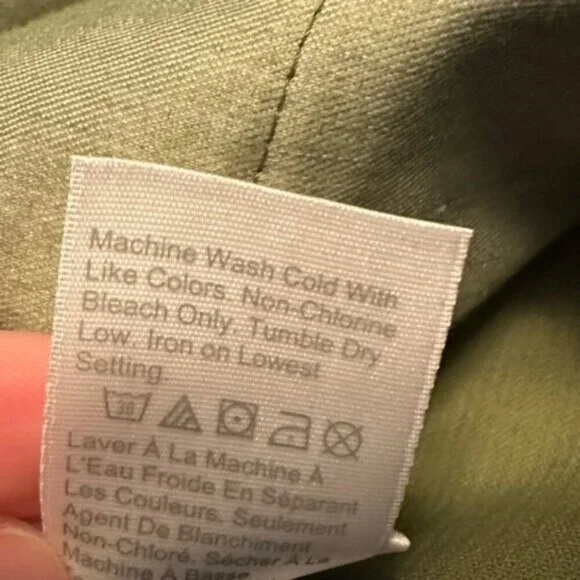 Machine Wash Cold With
Like Colors. Non-Chlorine
Bleach Only. Tumble Dry
Low. Iron on Lowest
Setting.
30
Laver À La Machine À
L'Eau Froide En Séparant
Les Couleurs. Seulement
Agent De Blanchiment
Non-Chloré. Sécher À La
Machine À Basse